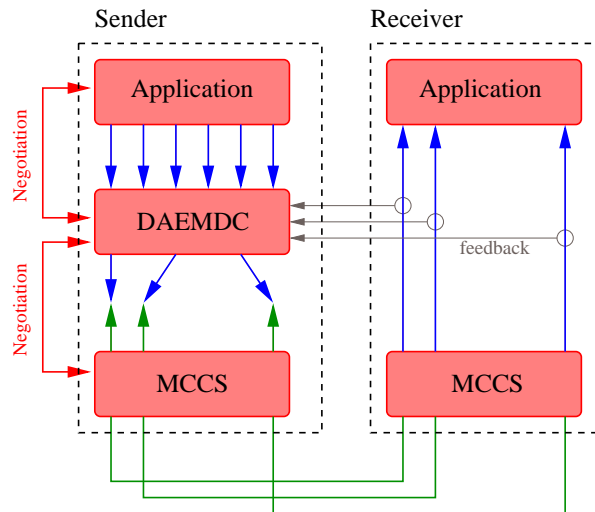 Sender
Receiver
Application
Application
Negotiation
DAEMDC
feedback
Negotiation
MCCS
MCCS